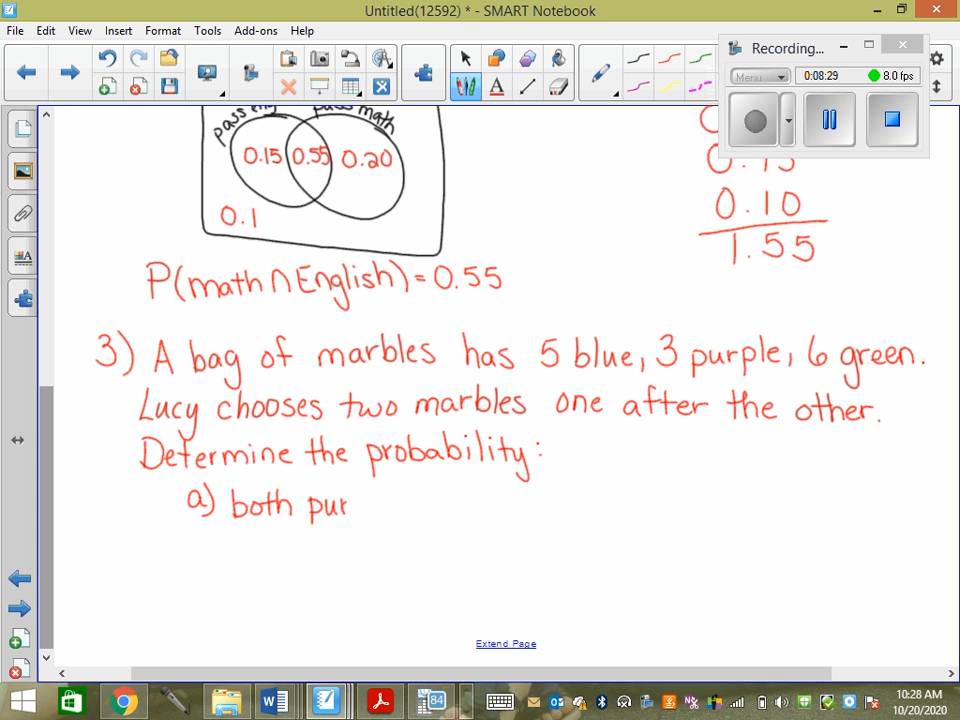 Untitled(12592) * - SMART Notebook
File Edit View Insert Format Tools Add-ons Help
Recording...
Menu 0:08:29 8.0 fps
pass math
0.15 0.55 0.20
0.1
0.10
1.55
P(math∩English)=0.55
3) A bag of marbles has 5 blue, 3 purple, 6 green.
Lucy chooses two marbles one after the other.
Determine the probability:
a) both pur
Extend Page
84
10:28 AM
10/20/2020